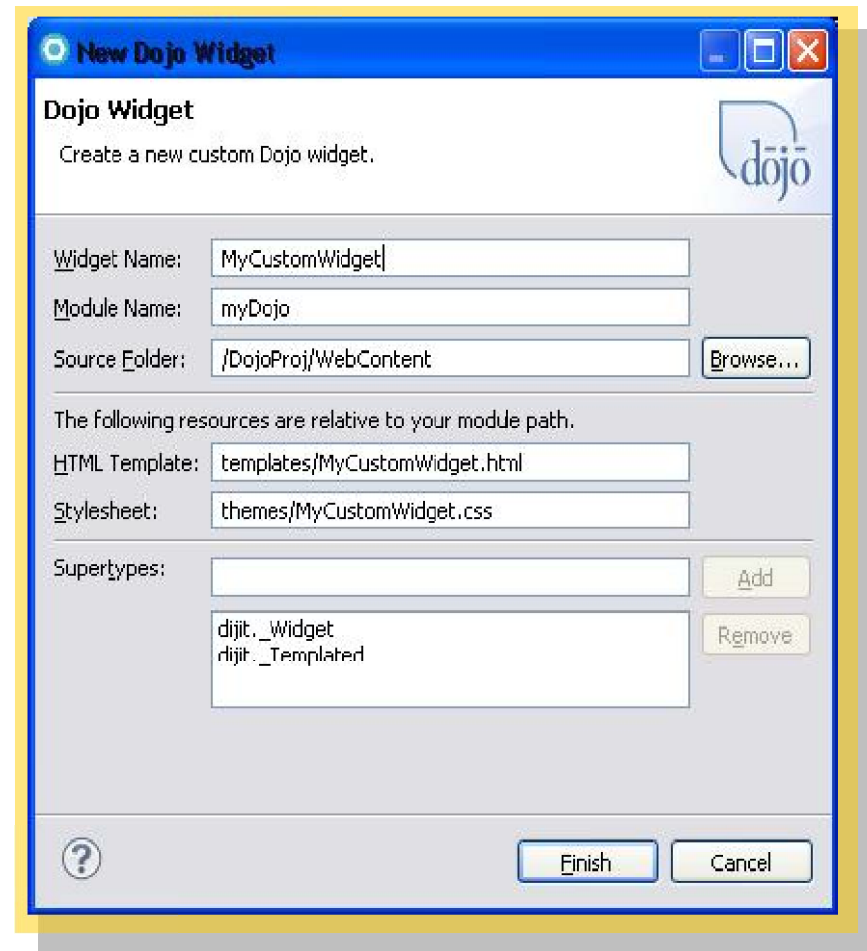 New Dojo Widget
Dojo Widget
Create a new custom Dojo widget.
dōjō
Widget Name: MyCustomWidget
Module Name: myDojo
Source Folder: /DojoProj/WebContent Browse...
The following resources are relative to your module path.
HTML Template: templates/MyCustomWidget.html
Stylesheet: themes/MyCustomWidget.css
Supertypes: Add
dijit._Widget Remove
dijit._Templated
? Finish Cancel